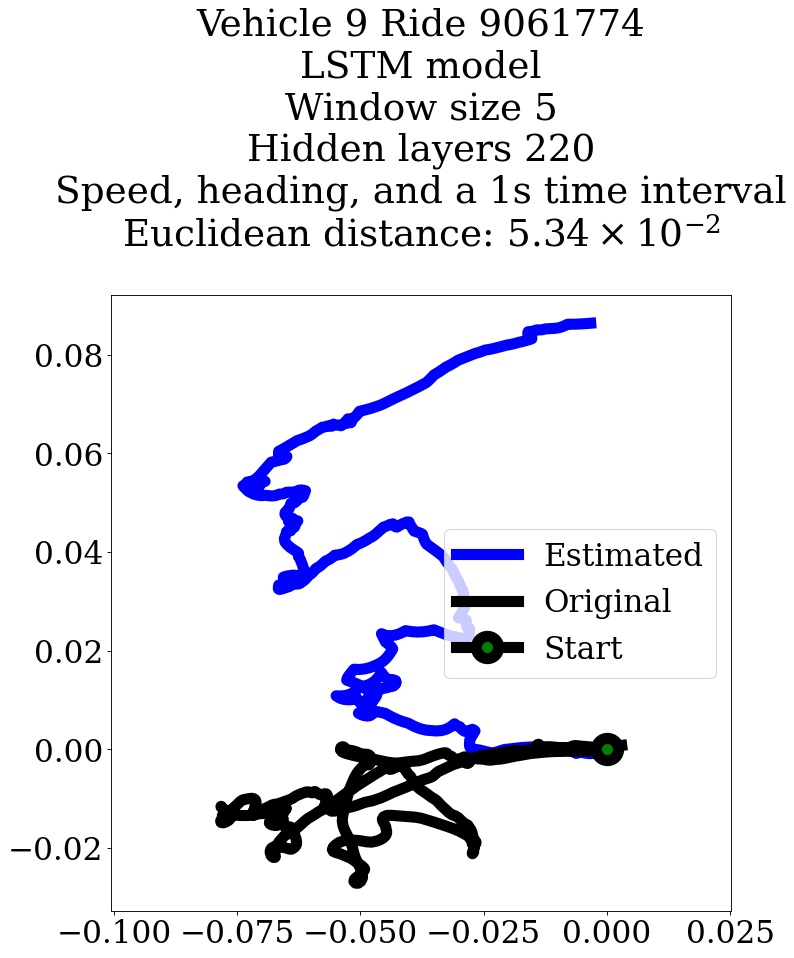 Vehicle 9 Ride 9061774
LSTM model
Window size 5
Hidden layers 220
Speed, heading, and a 1s time interval
Euclidean distance: 5.34 × 10⁻²
0.08
0.06
0.04
0.02
0.00
−0.02
Estimated
Original
Start
−0.100 −0.075 −0.050 −0.025 0.000 0.025